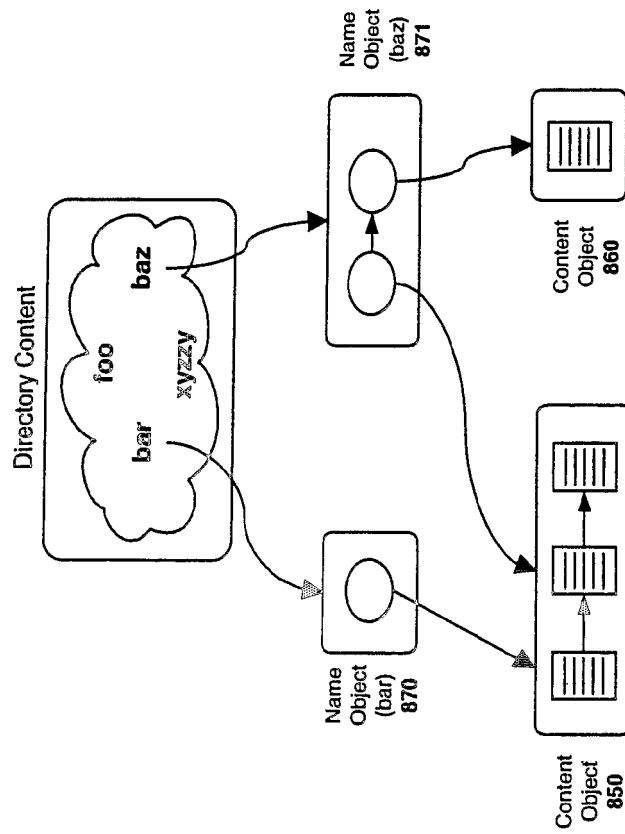 Directory Content
foo
bar
baz
xyzzy
Name
Object
(bar)
870
Name
Object
(baz)
871
Content
Object
850
Content
Object
860